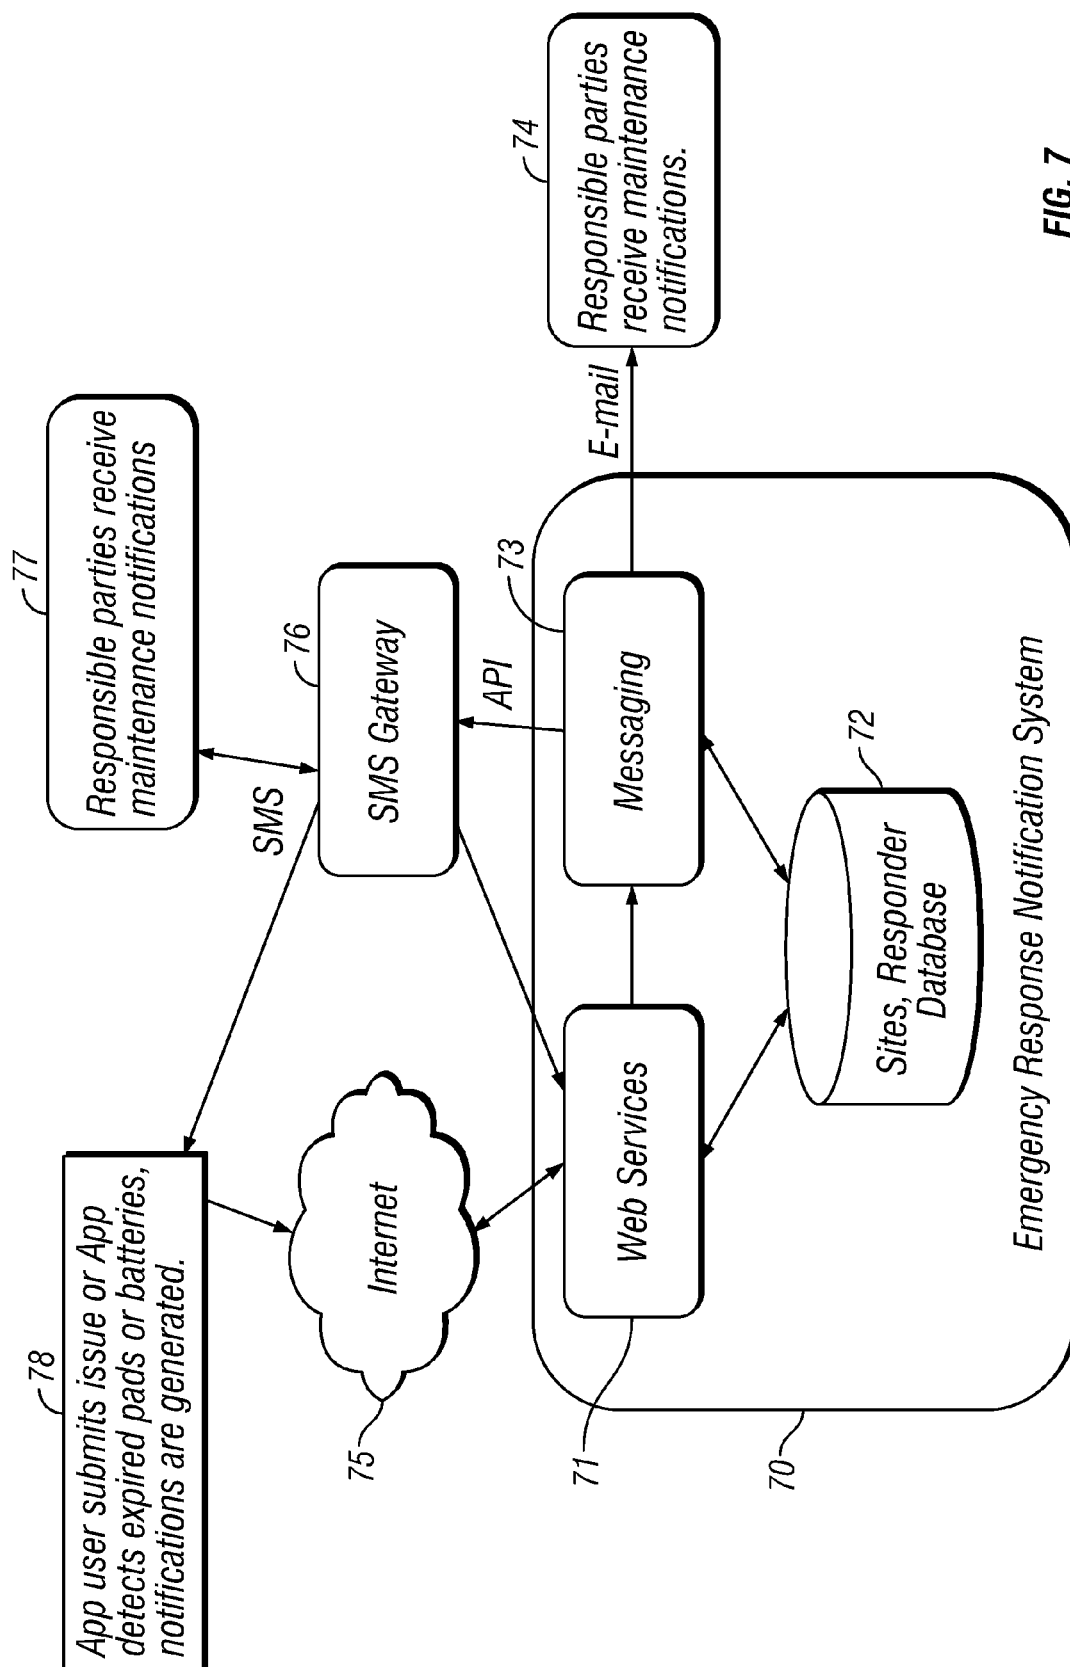 78
App user submits issue or App
detects expired pads or batteries,
notifications are generated.
77
Responsible parties receive
maintenance notifications
SMS
75
Internet
76
SMS Gateway
API
71
Web Services
73
Messaging
E-mail
74
Responsible parties
receive maintenance
notifications.
72
Sites, Responder
Database
70
Emergency Response Notification System
FIG. 7